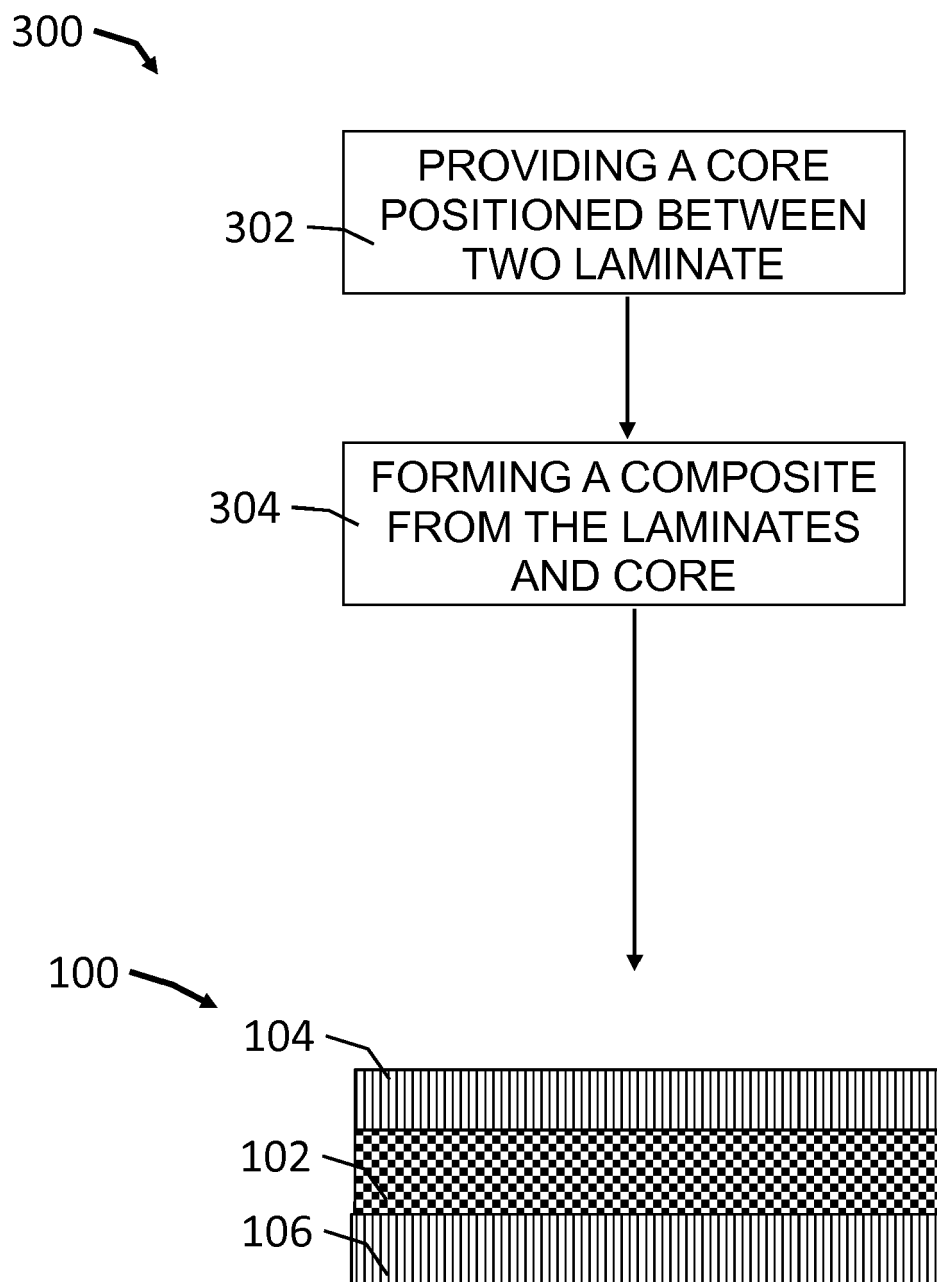 300
PROVIDING A CORE
POSITIONED BETWEEN
TWO LAMINATE
302
FORMING A COMPOSITE
FROM THE LAMINATES
AND CORE
304
100
104
102
106